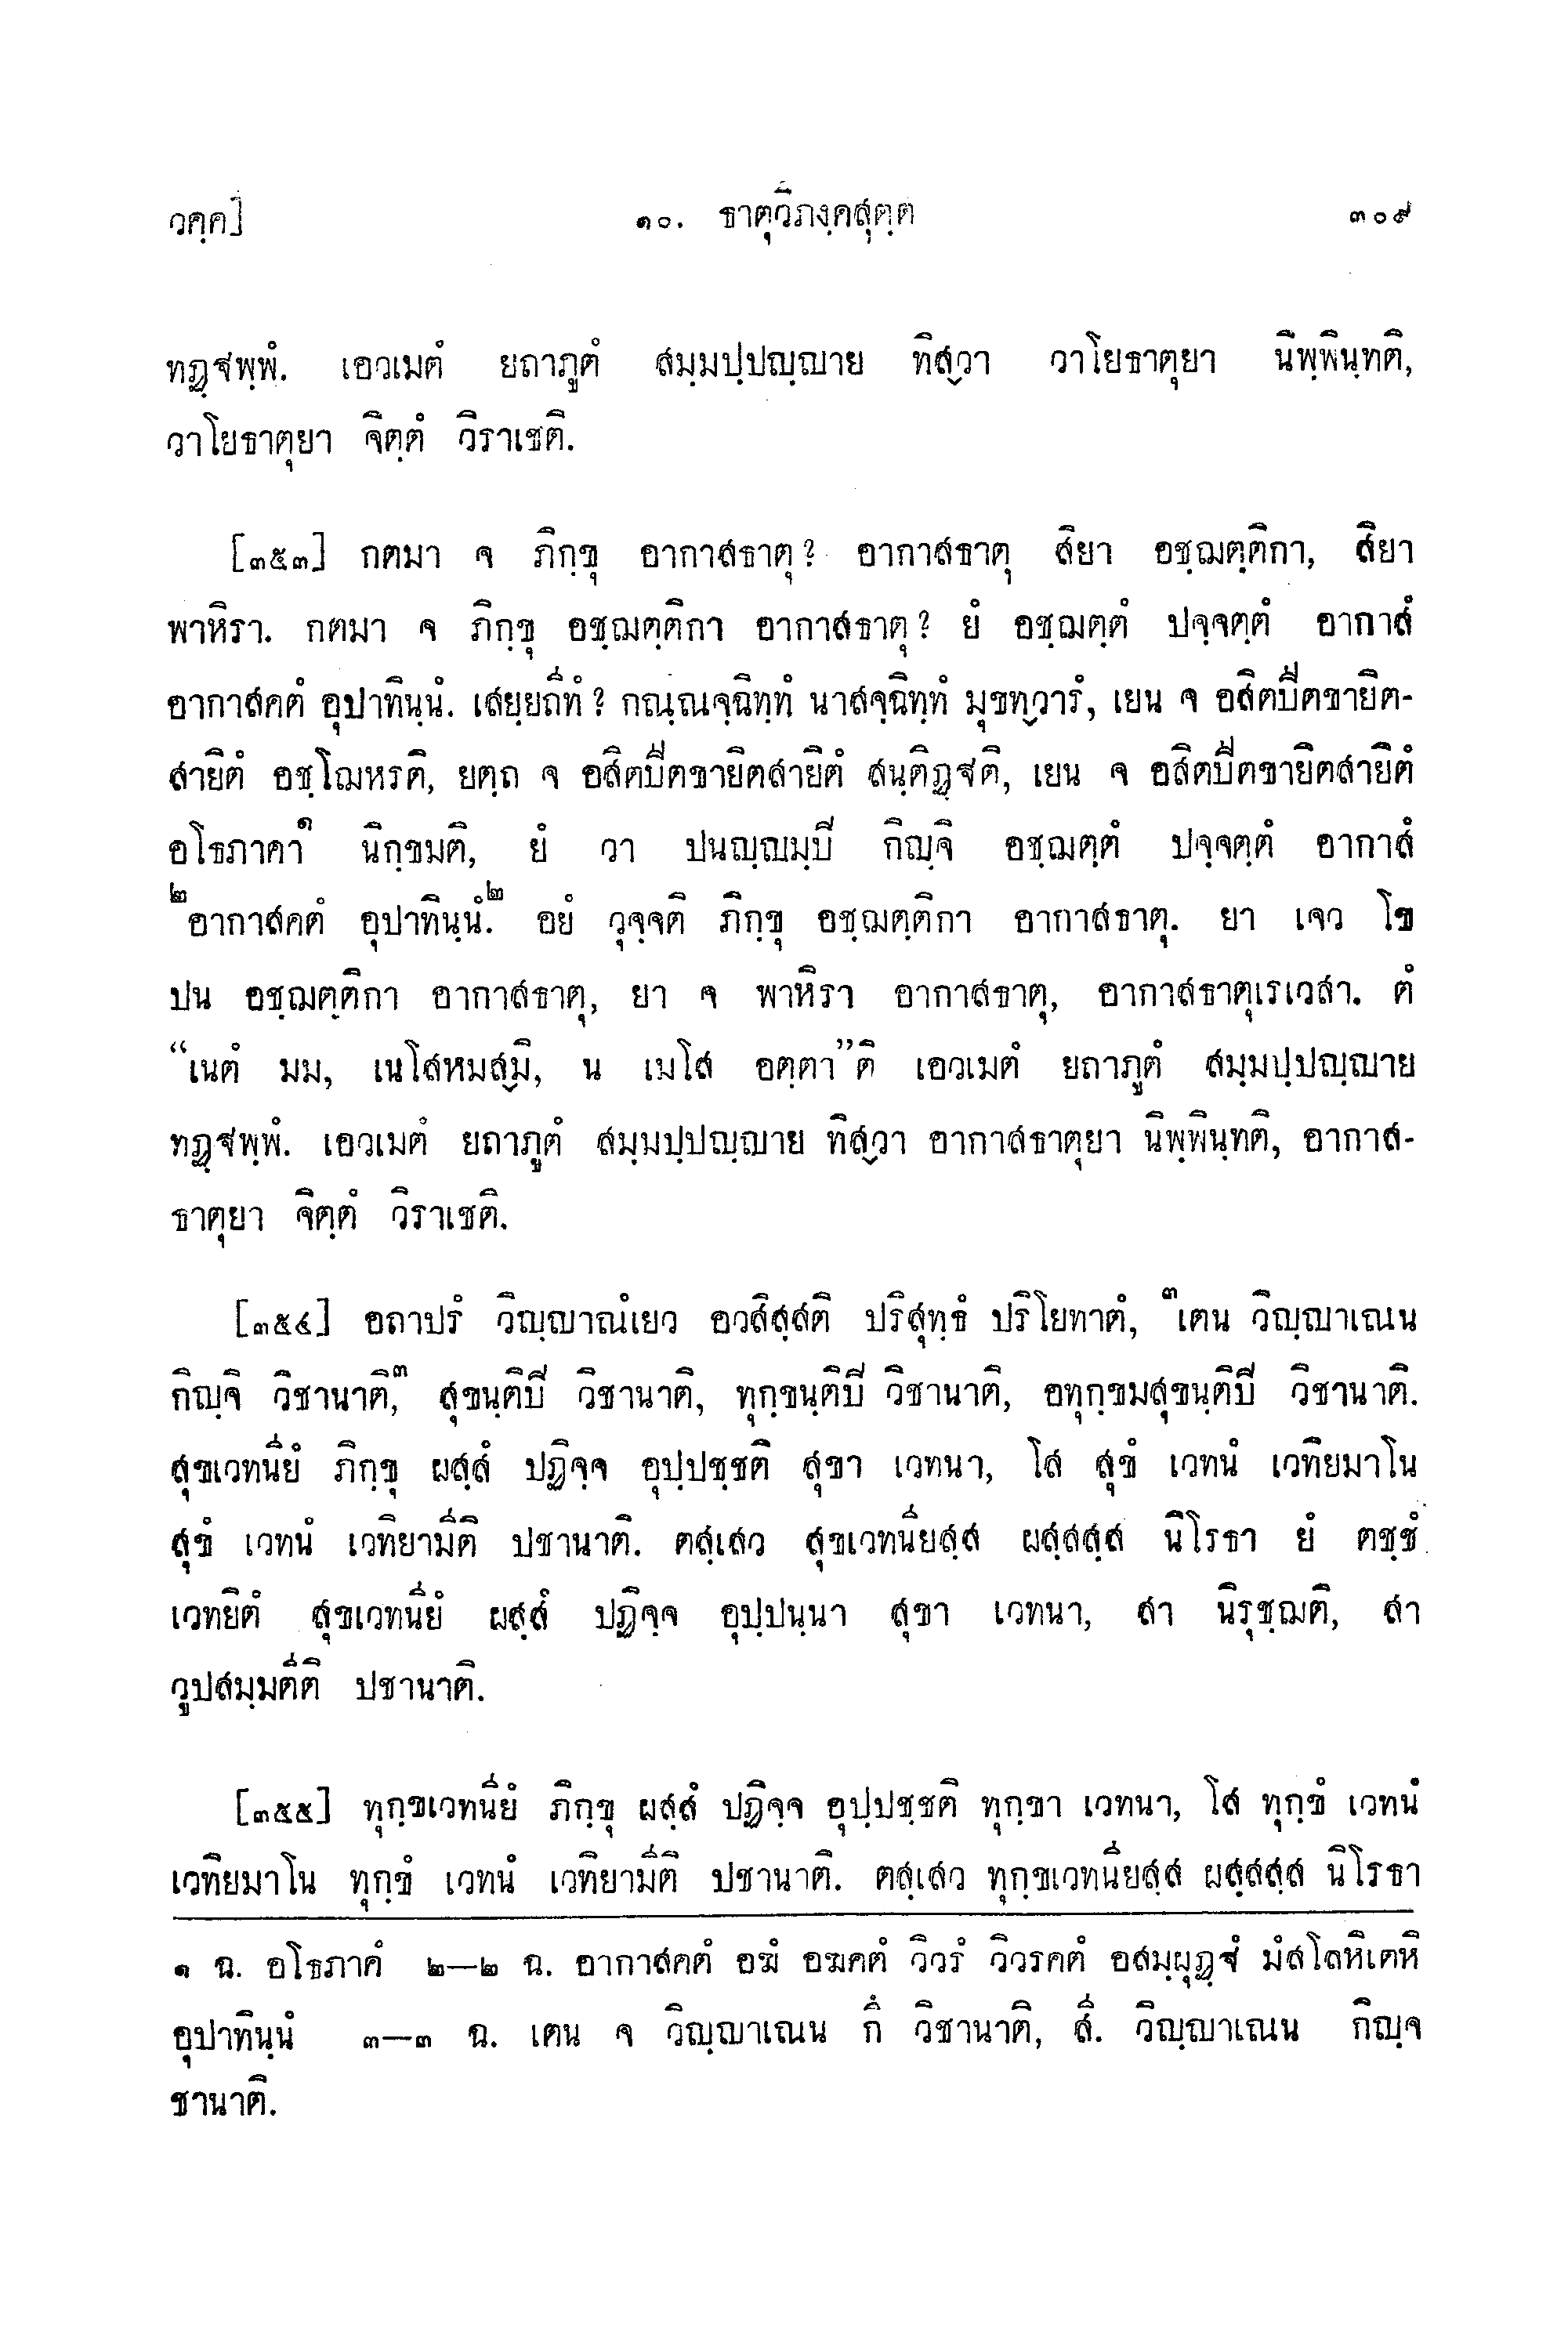 วคฺค] ๑๐. ธาตุวิภงฺคสุตฺต ๓๐๙
ทฏฺฐพฺพํ. เอวเมตํ ยถาภูตํ สมฺมปฺปญฺญาย ทิสฺวา วาโยธาตุยา นิพฺพินฺทติ,
วาโยธาตุยา จิตฺตํ วิราเชติ.
[๓๕๓] กตมา จ ภิกฺขุ อากาสธาตุ? อากาสธาตุ สิยา อชฺฌตฺติกา, สิยา
พาหิรา. กตมา จ ภิกฺขุ อชฺฌตฺติกา อากาสธาตุ? ยํ อชฺฌตฺตํ ปจฺจตฺตํ อากาสํ
อากาสคตํ อุปาทินฺนํ. เสยฺยถีทํ? กณฺณจฺฉิทฺทํ นาสจฺฉิทฺทํ มุขทฺวารํ, เยน จ อสิตปีตขายิต-
สายิตํ อชฺโฌหรติ, ยตฺถ จ อสิตปีตขายิตสายิตํ สนฺติฏฺฐติ, เยน จ อสิตปีตขายิตสายิตํ
อโธภาคา๑ นิกฺขมติ, ยํ วา ปนญฺญมฺปิ กิญฺจิ อชฺฌตฺตํ ปจฺจตฺตํ อากาสํ
๒อากาสคตํ อุปาทินฺนํ.๒ อยํ วุจฺจติ ภิกฺขุ อชฺฌตฺติกา อากาสธาตุ. ยา เจว โข
ปน อชฺฌตฺติกา อากาสธาตุ, ยา จ พาหิรา อากาสธาตุ, อากาสธาตุเรเวสา. ตํ
“เนตํ มม, เนโสหมสฺมิ, น เมโส อตฺตา”ติ เอวเมตํ ยถาภูตํ สมฺมปฺปญฺญาย
ทฏฺฐพฺพํ. เอวเมตํ ยถาภูตํ สมฺมปฺปญฺญาย ทิสฺวา อากาสธาตุยา นิพฺพินฺทติ, อากาส-
ธาตุยา จิตฺตํ วิราเชติ.
[๓๕๔] อถาปรํ วิญฺญาณํเยว อวสิสฺสติ ปริสุทฺธํ ปริโยทาตํ, ๓เตน วิญฺญาเณน
กิญฺจิ วิชานาติ,๓ สุขนฺติปิ วิชานาติ, ทุกฺขนฺติปิ วิชานาติ, อทุกฺขมสุขนฺติปิ วิชานาติ.
สุขเวทนียํ ภิกฺขุ ผสฺสํ ปฏิจฺจ อุปฺปชฺชติ สุขา เวทนา, โส สุขํ เวทนํ เวทิยมาโน
สุขํ เวทนํ เวทิยามีติ ปชานาติ. ตสฺเสว สุขเวทนียสฺส ผสฺสสฺส นิโรธา ยํ ตชฺชํ
เวทยิตํ สุขเวทนียํ ผสฺสํ ปฏิจฺจ อุปฺปนฺนา สุขา เวทนา, สา นิรุชฺฌติ, สา
วูปสมฺมตีติ ปชานาติ.
[๓๕๕] ทุกฺขเวทนียํ ภิกฺขุ ผสฺสํ ปฏิจฺจ อุปฺปชฺชติ ทุกฺขา เวทนา, โส ทุกฺขํ เวทนํ
เวทิยมาโน ทุกฺขํ เวทนํ เวทิยามีติ ปชานาติ. ตสฺเสว ทุกฺขเวทนียสฺส ผสฺสสฺส นิโรธา
๑ ฉ. อโธภาคํ ๒—๒ ฉ. อากาสคตํ อฆํ อฆคตํ วิวรํ วิวรคตํ อสมฺผุฏฺฐํ มํสโลหิเตหิ
อุปาทินฺนํ ๓—๓ ฉ. เตน จ วิญฺญาเณน กึ วิชานาติ, สี. วิญฺญาเณน กิญฺจ
ชานาติ.